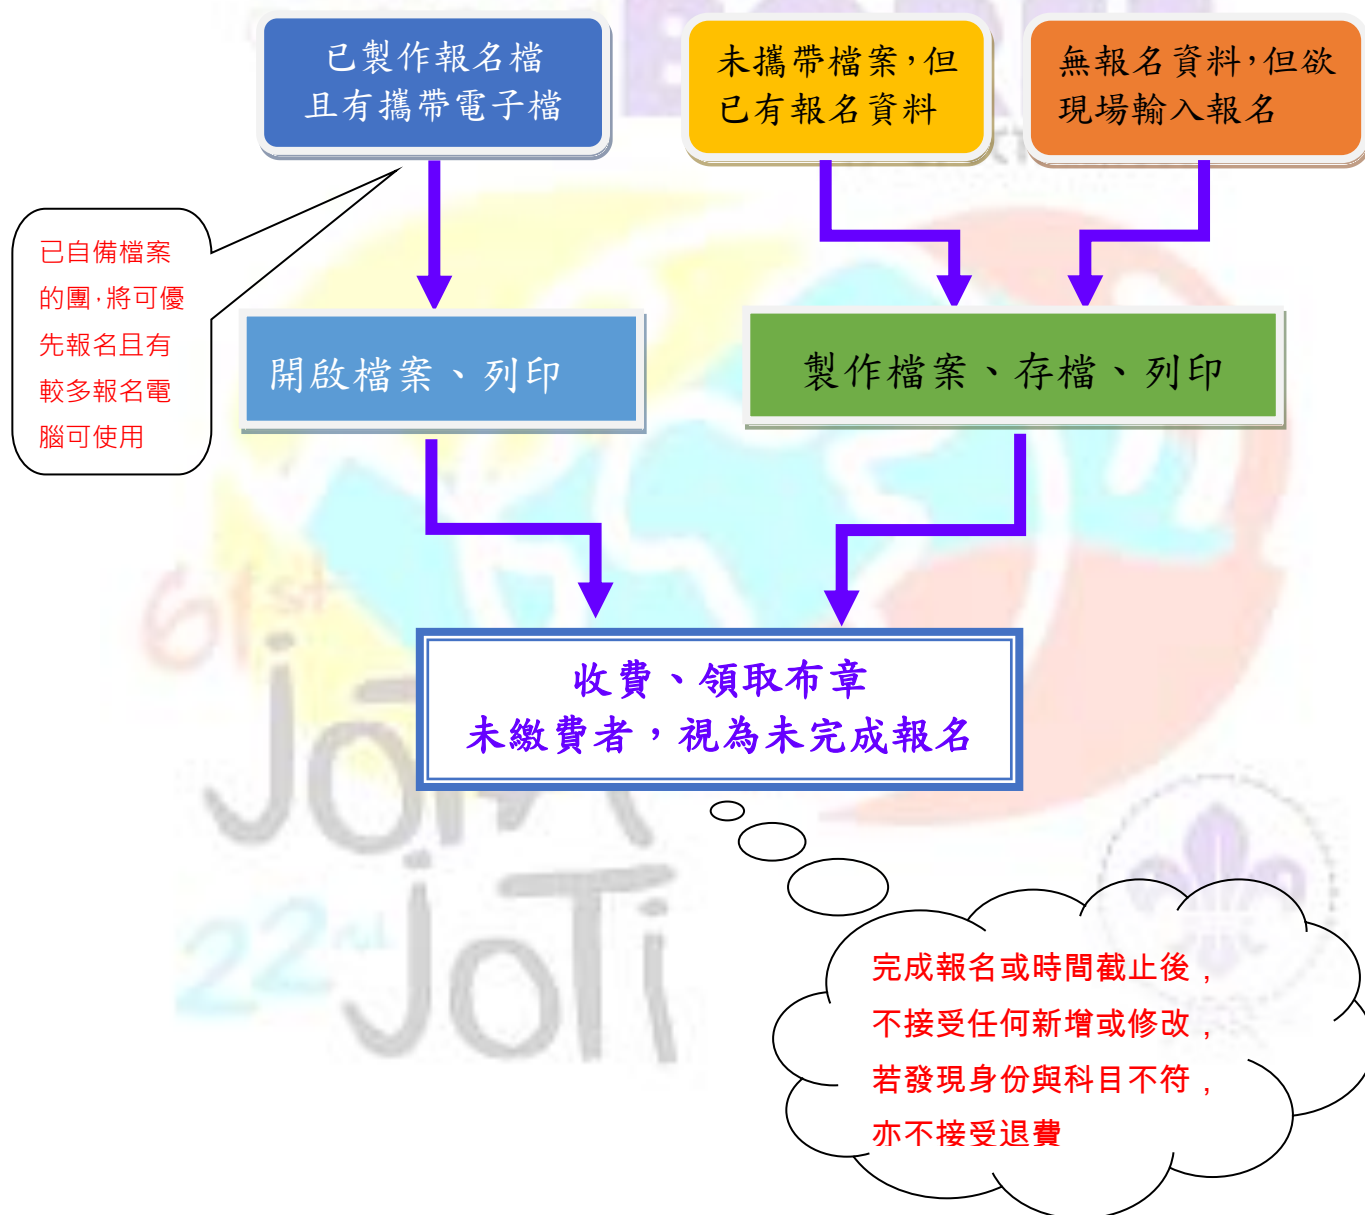 已製作報名檔
且有攜帶電子檔
未攜帶檔案，但
已有報名資料
無報名資料，但欲
現場輸入報名
已自備檔案
的團，將可優
先報名且有
較多報名電
腦可使用
開啟檔案、列印
製作檔案、存檔、列印
收費、領取布章
未繳費者，視為未完成報名
61st
JOTA
22nd
JoTi
完成報名或時間截止後，
不接受任何新增或修改，
若發現身份與科目不符，
亦不接受退費